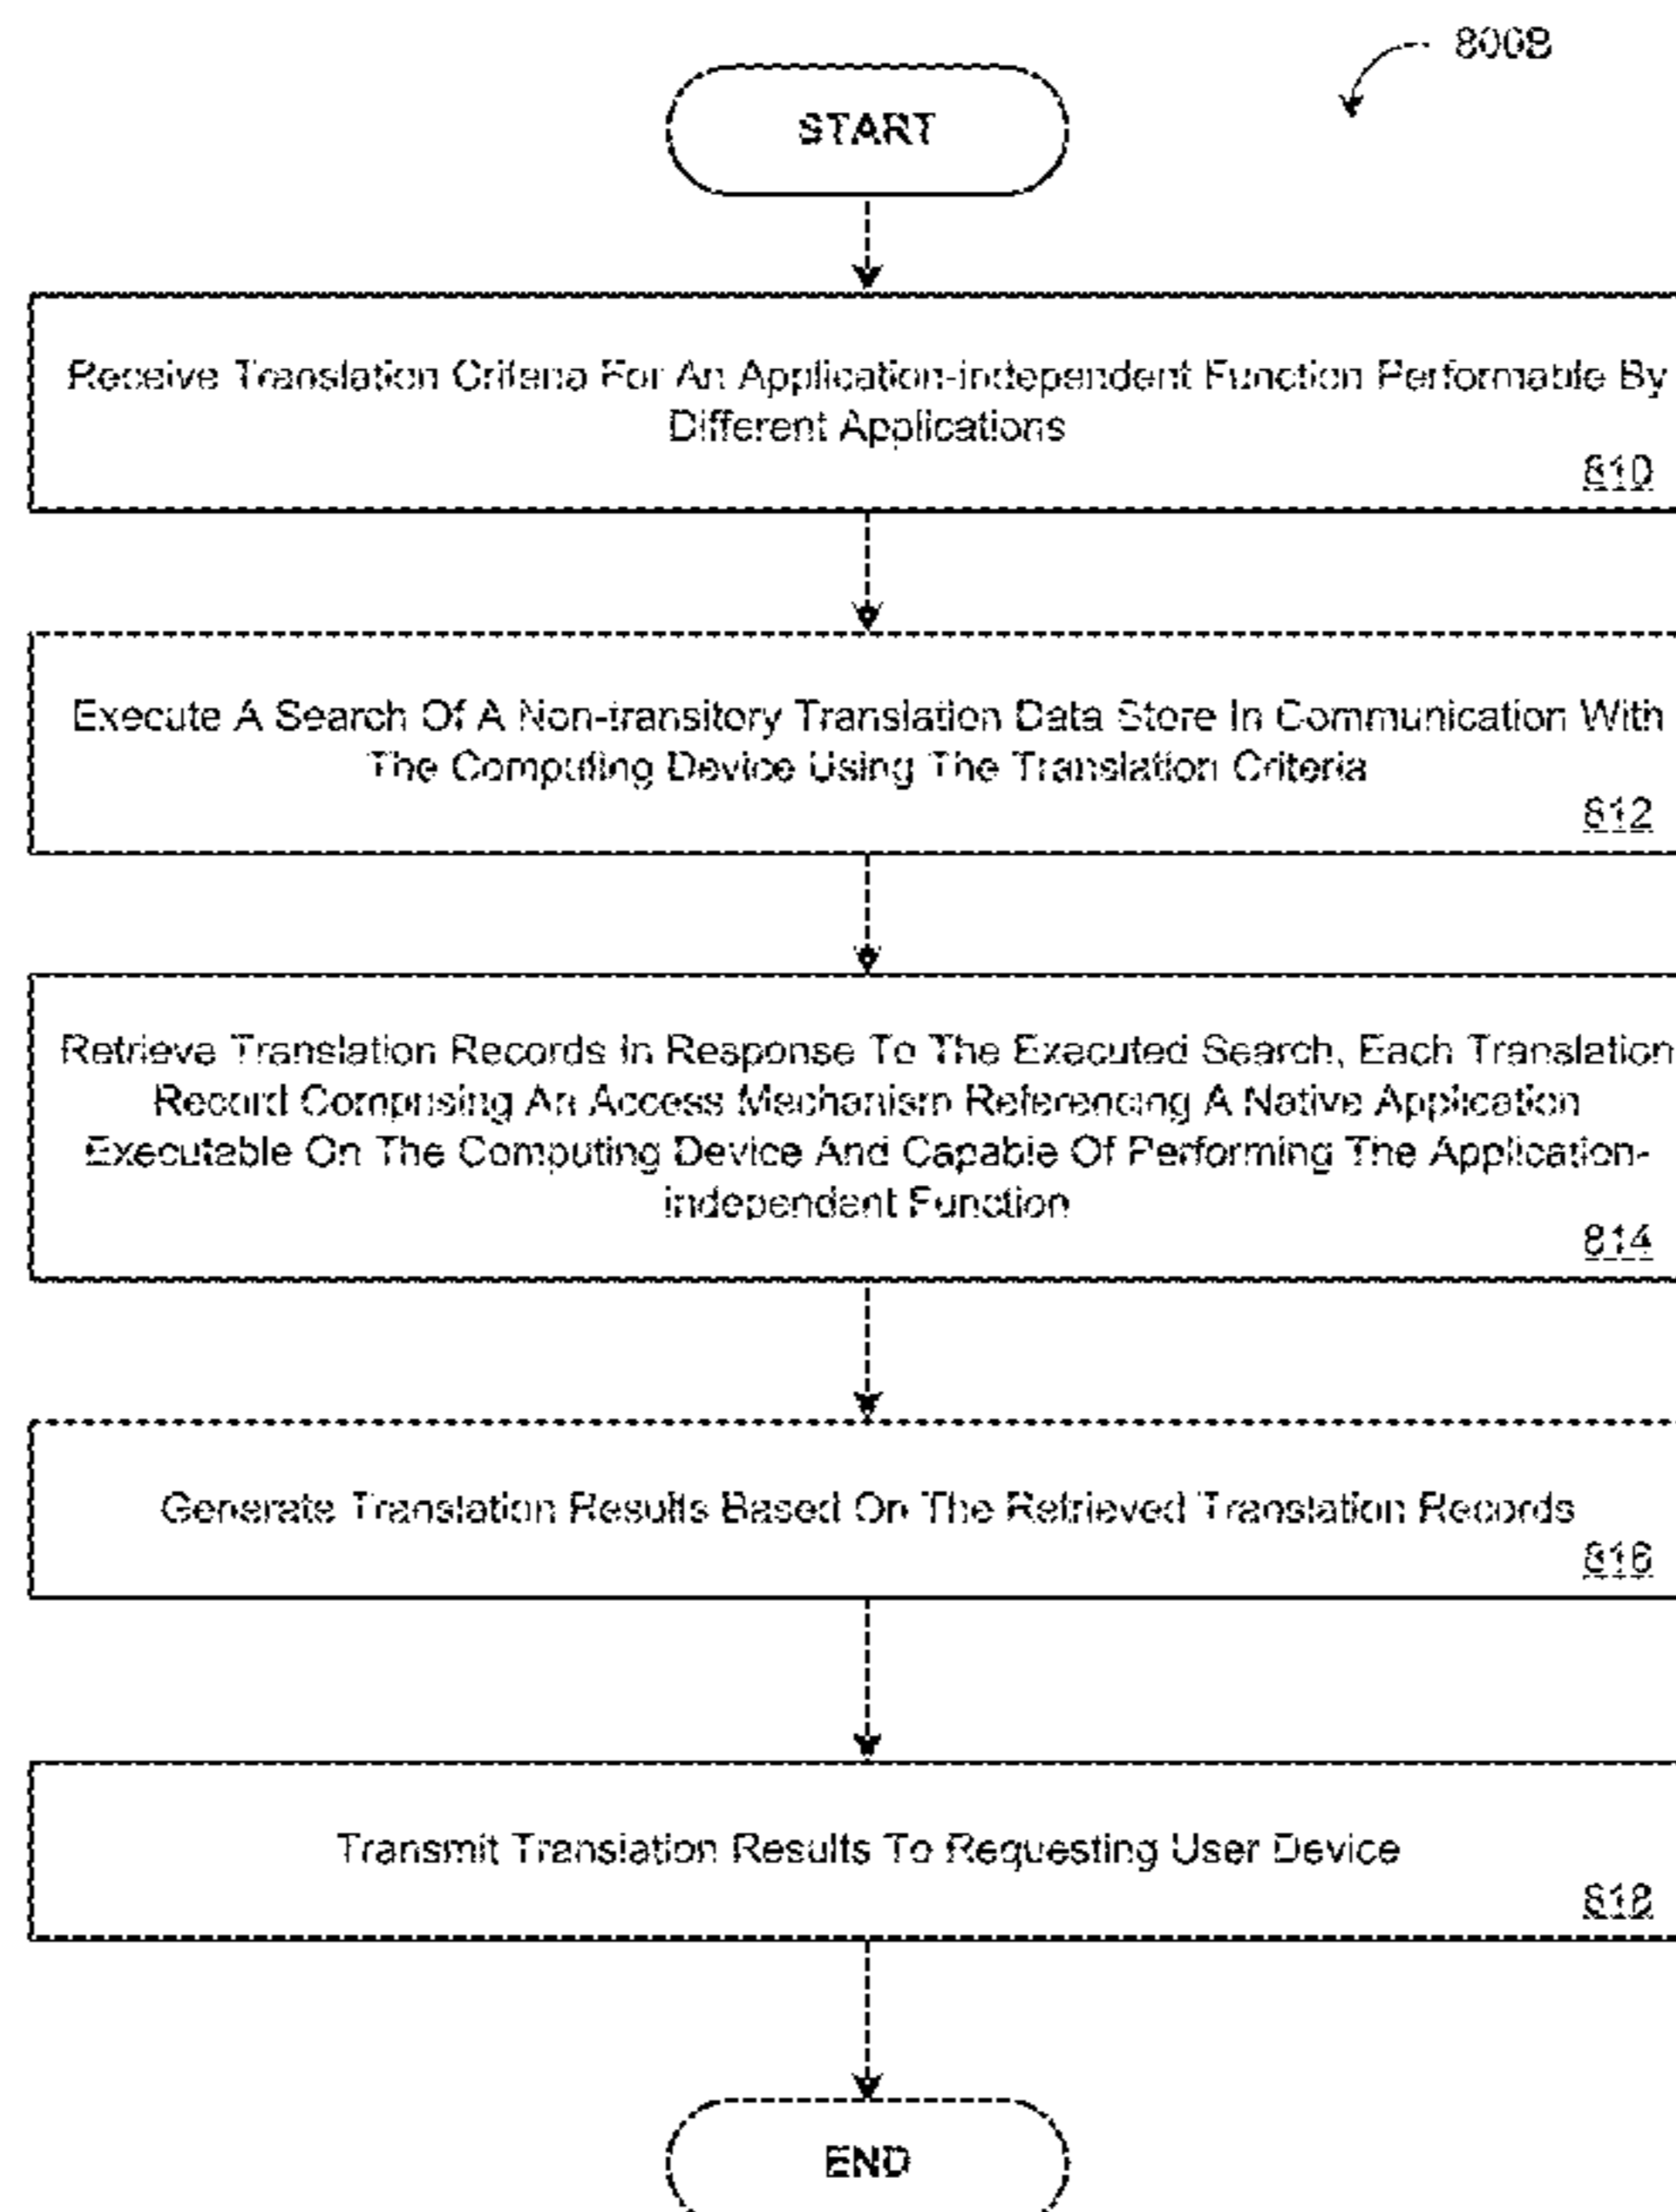 800B
START
Receive Translation Criteria For An Application-independent Function Performable By
Different Applications
810
Execute A Search Of A Non-transitory Translation Data Store In Communication With
The Computing Device Using The Translation Criteria
812
Retrieve Translation Records In Response To The Executed Search, Each Translation
Record Comprising An Access Mechanism Referencing A Native Application
Executable On The Computing Device And Capable Of Performing The Application-
independent Function
814
Generate Translation Results Based On The Retrieved Translation Records
816
Transmit Translation Results To Requesting User Device
818
END